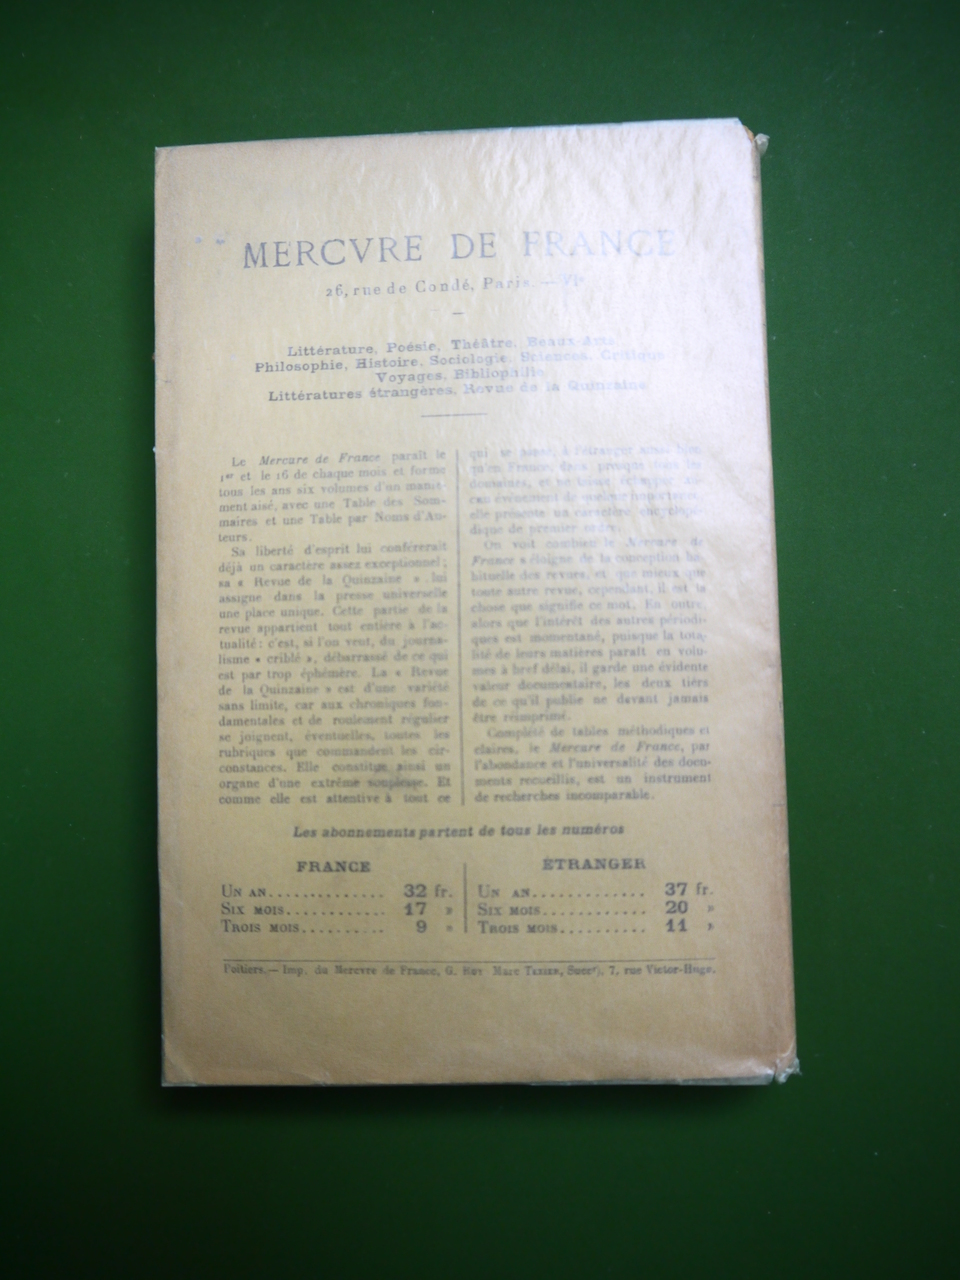 MERCVRE DE FRANCE
26, rue de Condé, Paris. — VIe
Littérature, Poésie, Théâtre, Beaux-Arts
Philosophie, Histoire, Sociologie, Sciences, Critique
Voyages, Bibliophilie
Littératures étrangères, Revue de la Quinzaine
Le Mercure de France paraît le
1er et le 16 de chaque mois et forme
tous les ans six volumes d'un manie-
ment aisé, avec une Table des Som-
maires et une Table par Noms d'Au-
teurs.
Sa liberté d'esprit lui conférerait
déjà un caractère assez exceptionnel;
sa « Revue de la Quinzaine » lui
assigne dans la presse universelle
une place unique. Cette partie de la
revue appartient tout entière à l'ac-
tualité : c'est, si l'on veut, du journa-
lisme « criblé », débarrassé de ce qui
est par trop éphémère. La « Revue
de la Quinzaine » est d'une variété
sans limite, car aux chroniques fon-
damentales et de roulement régulier
se joignent, éventuelles, toutes les
rubriques que commandent les cir-
constances. Elle constitue ainsi un
organe d'une extrême souplesse. Et
comme elle est attentive à tout ce
qui se passe, à l'étranger aussi bien
qu'en France, dans presque tous les
domaines, et ne laisse échapper au-
cun événement de quelque importance,
elle présente un caractère encyclopé-
dique de premier ordre.
On voit combien le Mercure de
France s'éloigne de la conception ha-
bituelle des revues, et que mieux que
toute autre revue, cependant, il est la
chose que signifie ce mot. En outre,
alors que l'intérêt des autres périodi-
ques est momentané, puisque la tota-
lité de leurs matières paraît en volu-
mes à bref délai, il garde une évidente
valeur documentaire, les deux tiers
de ce qu'il publie ne devant jamais
être réimprimé.
Complété de tables méthodiques et
claires, le Mercure de France, par
l'abondance et l'universalité des docu-
ments recueillis, est un instrument
de recherches incomparable.
Les abonnements partent de tous les numéros
FRANCE
UN AN.............. 32 fr.
SIX MOIS............ 17 »
TROIS MOIS.......... 9 »
ÉTRANGER
UN AN............. 37 fr.
SIX MOIS........... 20 »
TROIS MOIS.......... 11 »
Poitiers.— Imp. du Mercvre de France, G. ROY MARC TEXIER, Succr), 7, rue Victor-Hugo.